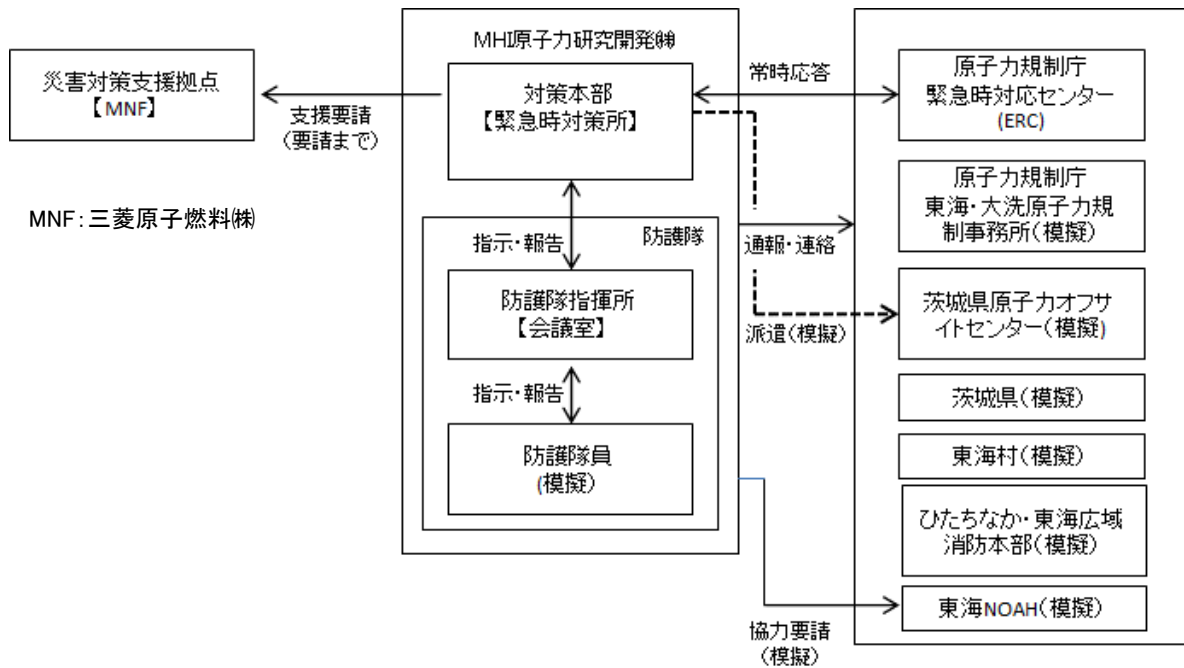 災害対策支援拠点
【MNF】
支援要請
(要請まで)
MNF:三菱原子燃料㈱
MHI原子力研究開発㈱
対策本部
【緊急時対策所】
指示・報告
防護隊
防護隊指揮所
【会議室】
指示・報告
防護隊員
(模擬)
常時応答
通報・連絡
派遣(模擬)
協力要請
(模擬)
原子力規制庁
緊急時対応センター
(ERC)
原子力規制庁
東海・大洗原子力規
制事務所(模擬)
茨城県原子力オフサ
イトセンター(模擬)
茨城県(模擬)
東海村(模擬)
ひたちなか・東海広域
消防本部(模擬)
東海NOAH(模擬)